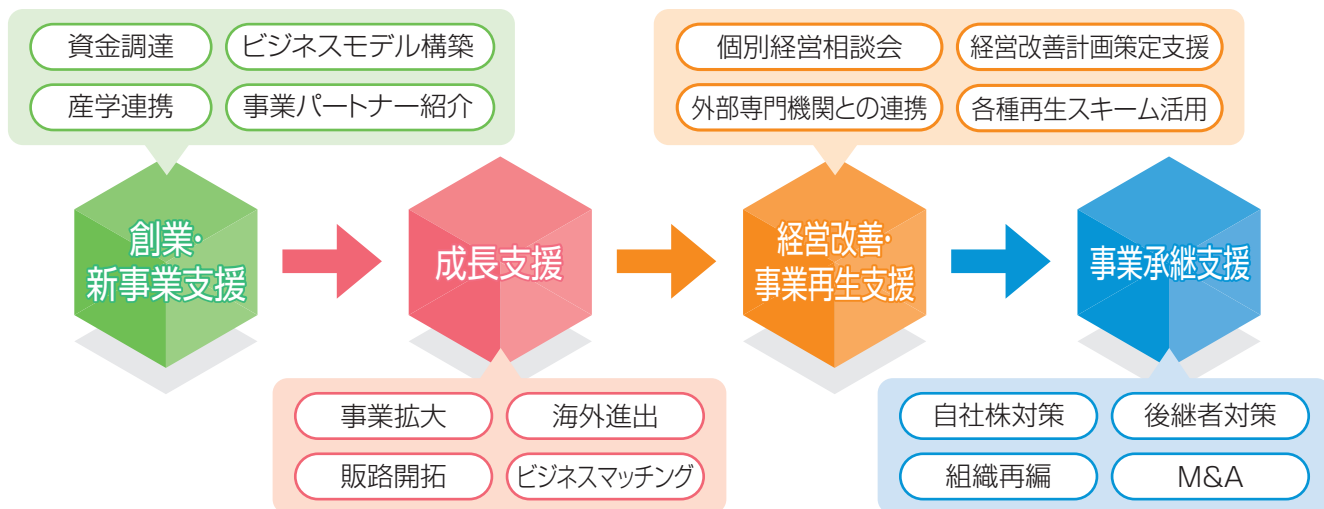 資金調達
ビジネスモデル構築
産学連携
事業パートナー紹介
個別経営相談会
経営改善計画策定支援
外部専門機関との連携
各種再生スキーム活用
創業・
新事業支援
成長支援
経営改善・
事業再生支援
事業承継支援
事業拡大
海外進出
販路開拓
ビジネスマッチング
自社株対策
後継者対策
組織再編
M&A